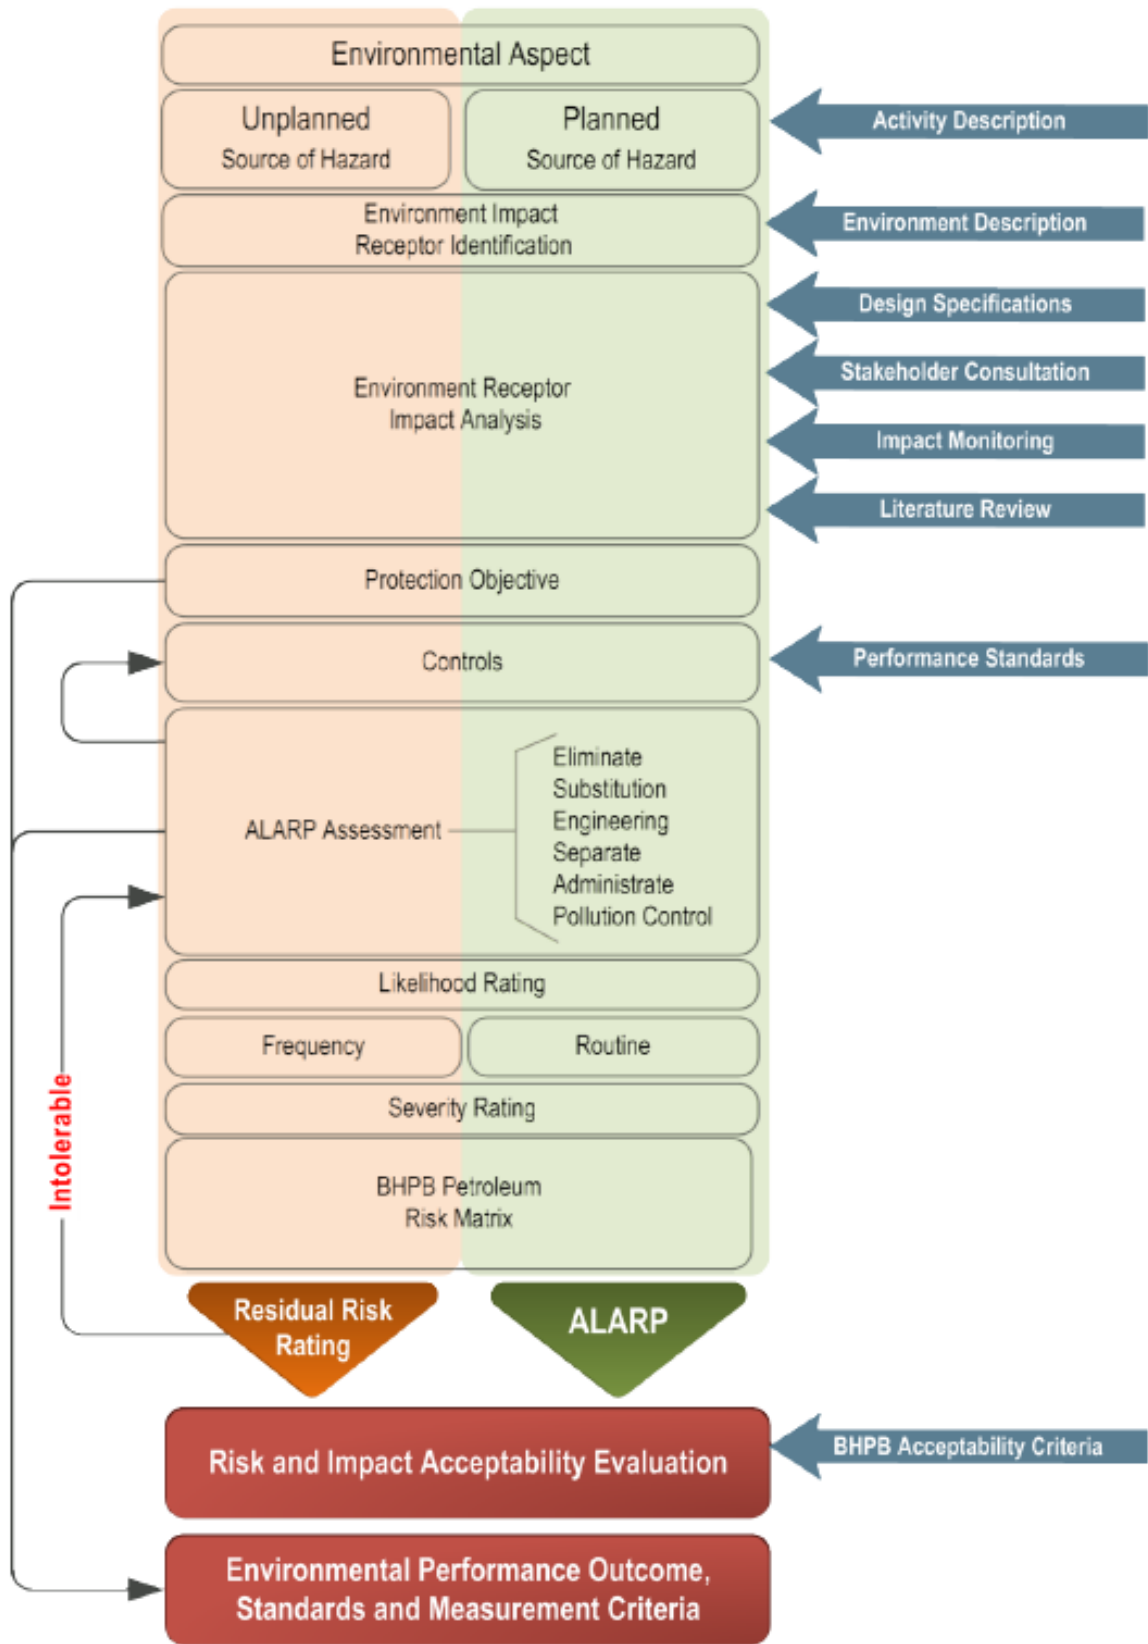 Environmental Aspect
Unplanned
Source of Hazard
Planned
Source of Hazard
Activity Description
Environment Impact
Receptor Identification
Environment Description
Environment Receptor
Impact Analysis
Design Specifications
Stakeholder Consultation
Impact Monitoring
Literature Review
Protection Objective
Controls
Performance Standards
ALARP Assessment
Eliminate
Substitution
Engineering
Separate
Administrate
Pollution Control
Likelihood Rating
Frequency
Routine
Severity Rating
BHPB Petroleum
Risk Matrix
Intolerable
Residual Risk
Rating
ALARP
Risk and Impact Acceptability Evaluation
BHPB Acceptability Criteria
Environmental Performance Outcome,
Standards and Measurement Criteria